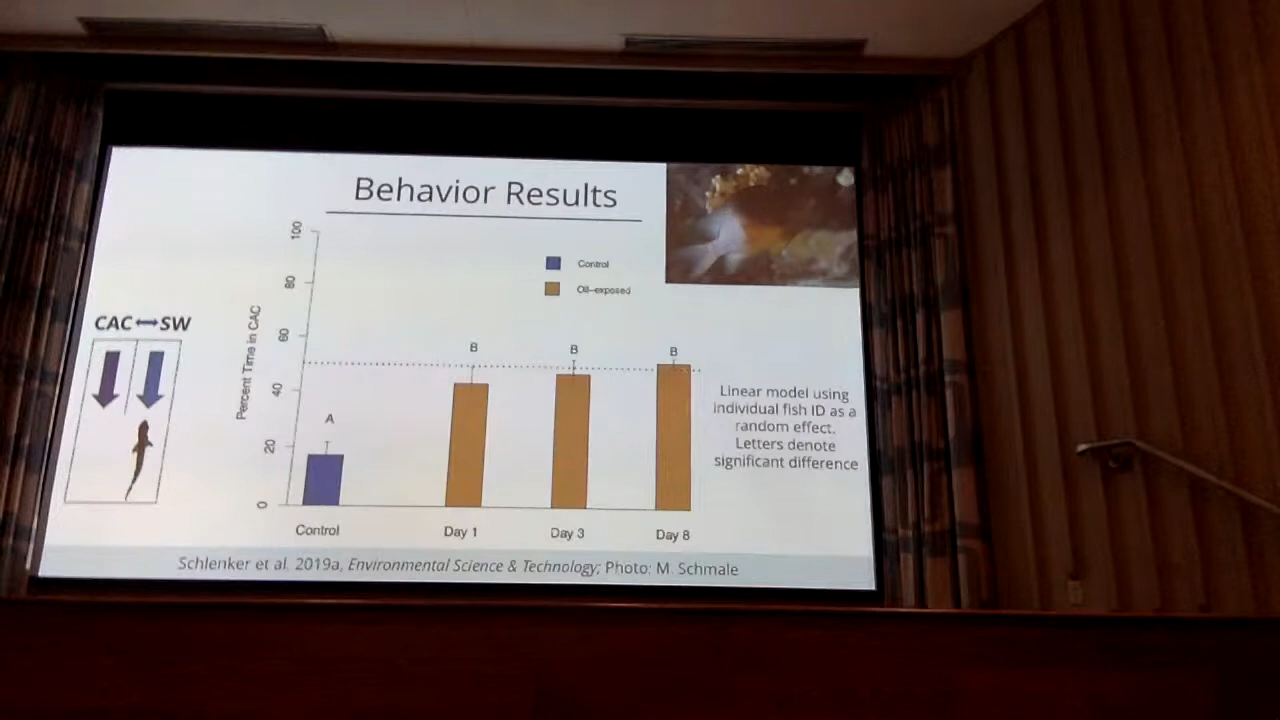 Behavior Results
100
80
60
40
20
0
Percent Time in CAC
Control
Oil-exposed
CAC↔SW
A
B
B
B
Linear model using
individual fish ID as a
random effect.
Letters denote
significant difference
Control
Day 1
Day 3
Day 8
Schlenker et al. 2019a, Environmental Science & Technology; Photo: M. Schmale